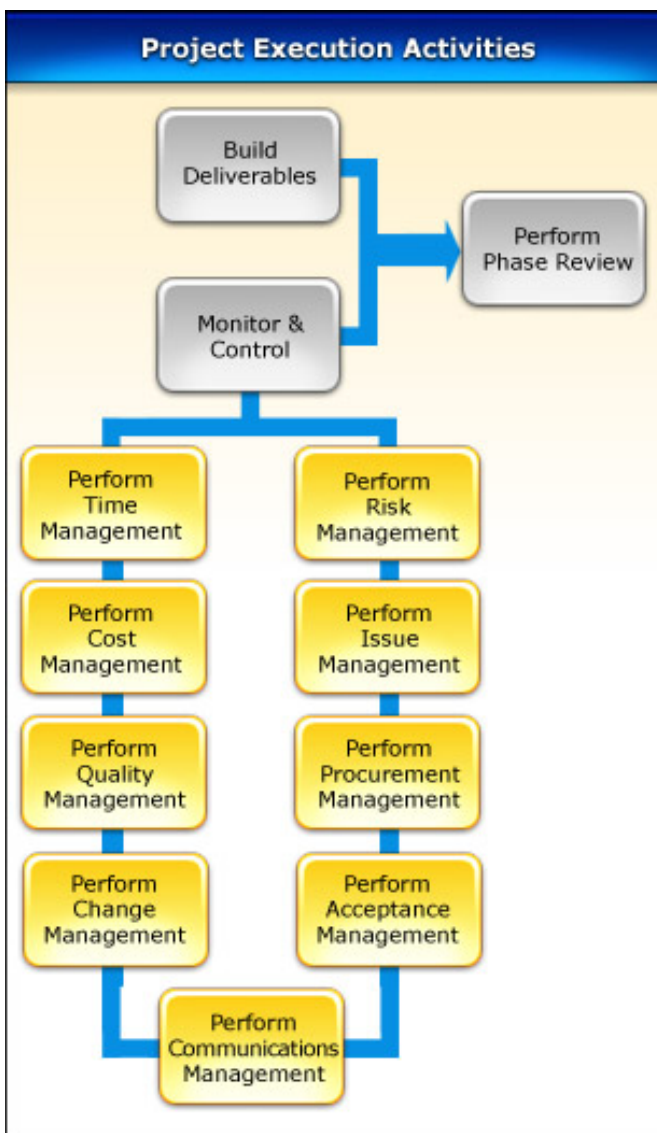 Project Execution Activities
Build
Deliverables
Perform
Phase Review
Monitor &
Control
Perform
Time
Management
Perform
Risk
Management
Perform
Cost
Management
Perform
Issue
Management
Perform
Quality
Management
Perform
Procurement
Management
Perform
Change
Management
Perform
Acceptance
Management
Perform
Communications
Management